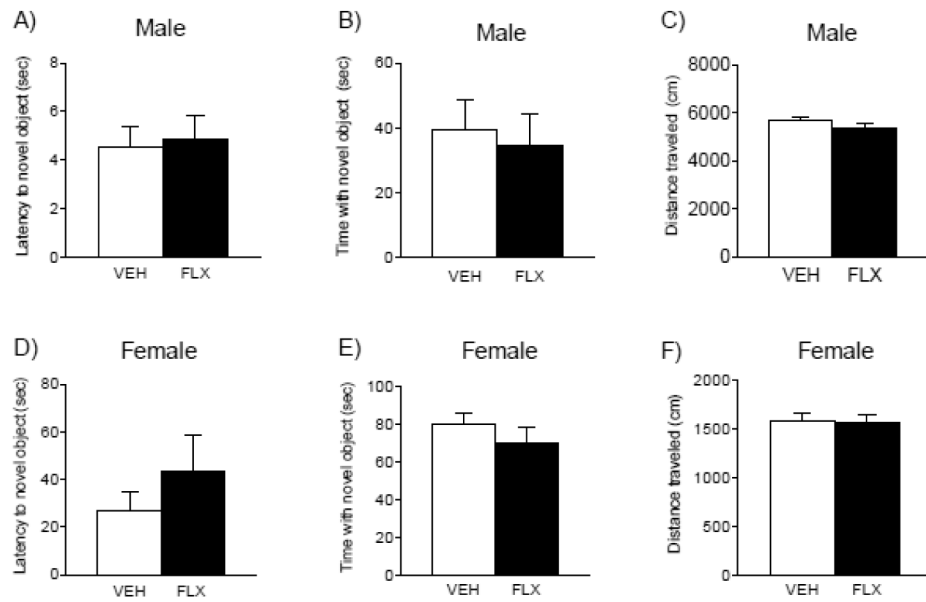 A)
Male
Latency to novel object (sec)
8
6
4
2
0
VEH FLX
B)
Male
Time with novel object (sec)
60
40
20
0
VEH FLX
C)
Male
Distance traveled (cm)
8000
6000
4000
2000
0
VEH FLX
D)
Female
Latency to novel object (sec)
80
60
40
20
0
VEH FLX
E)
Female
Time with novel object (sec)
100
80
60
40
20
0
VEH FLX
F)
Female
Distance traveled (cm)
2000
1500
1000
500
0
VEH FLX